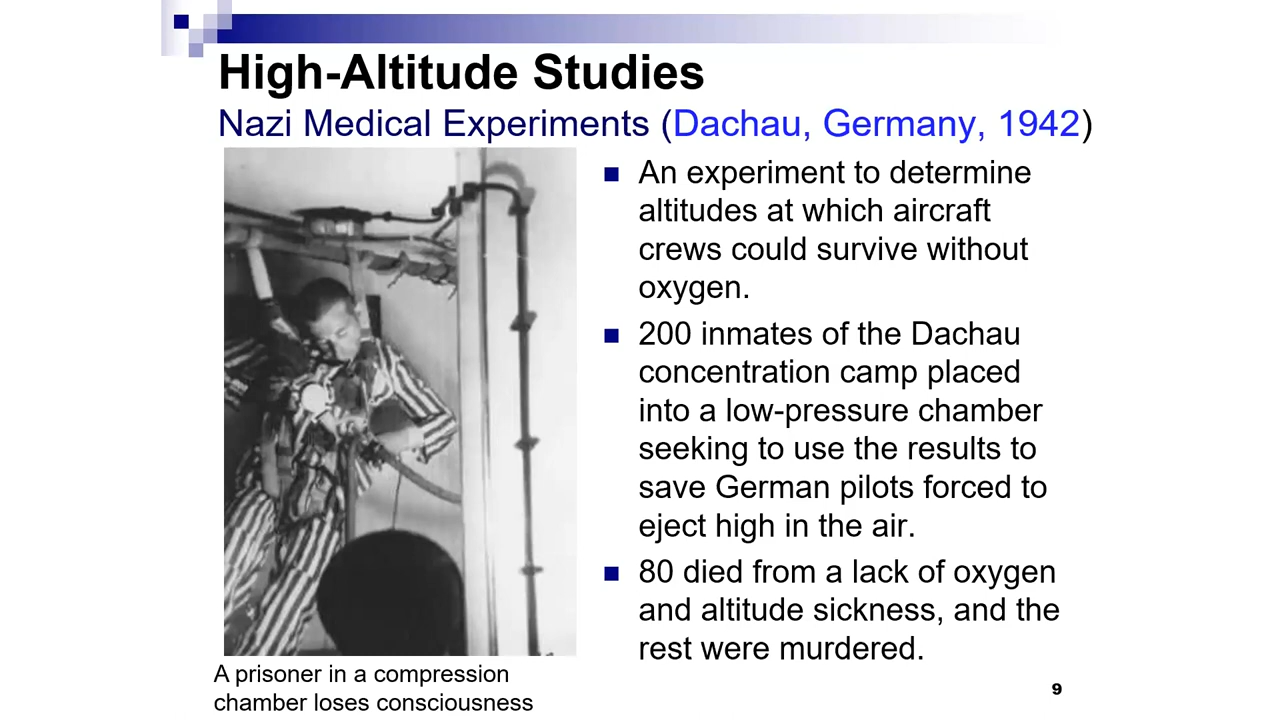 High-Altitude Studies
Nazi Medical Experiments (Dachau, Germany, 1942)
An experiment to determine
altitudes at which aircraft
crews could survive without
oxygen.
200 inmates of the Dachau
concentration camp placed
into a low-pressure chamber
seeking to use the results to
save German pilots forced to
eject high in the air.
80 died from a lack of oxygen
and altitude sickness, and the
rest were murdered.
A prisoner in a compression
chamber loses consciousness
9